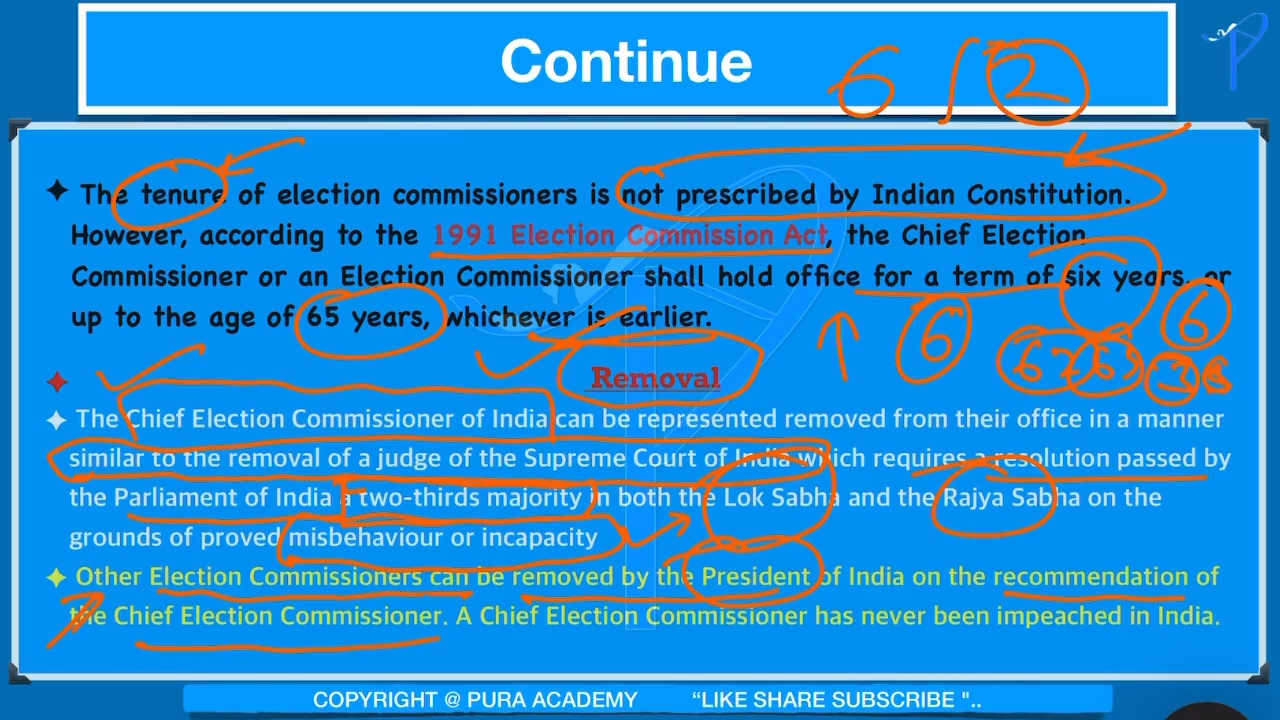 Continue
6 2
✦ The tenure of election commissioners is not prescribed by Indian Constitution.
However, according to the 1991 Election Commission Act, the Chief Election
Commissioner or an Election Commissioner shall hold office for a term of six years, or
up to the age of 65 years, whichever is earlier.
6 6
62 65 3
✦ Removal
✦ The Chief Election Commissioner of India can be represented removed from their office in a manner
similar to the removal of a judge of the Supreme Court of India which requires a resolution passed by
the Parliament of India a two-thirds majority in both the Lok Sabha and the Rajya Sabha on the
grounds of proved misbehaviour or incapacity
✦ Other Election Commissioners can be removed by the President of India on the recommendation of
the Chief Election Commissioner. A Chief Election Commissioner has never been impeached in India.
COPYRIGHT @ PURA ACADEMY “LIKE SHARE SUBSCRIBE "..